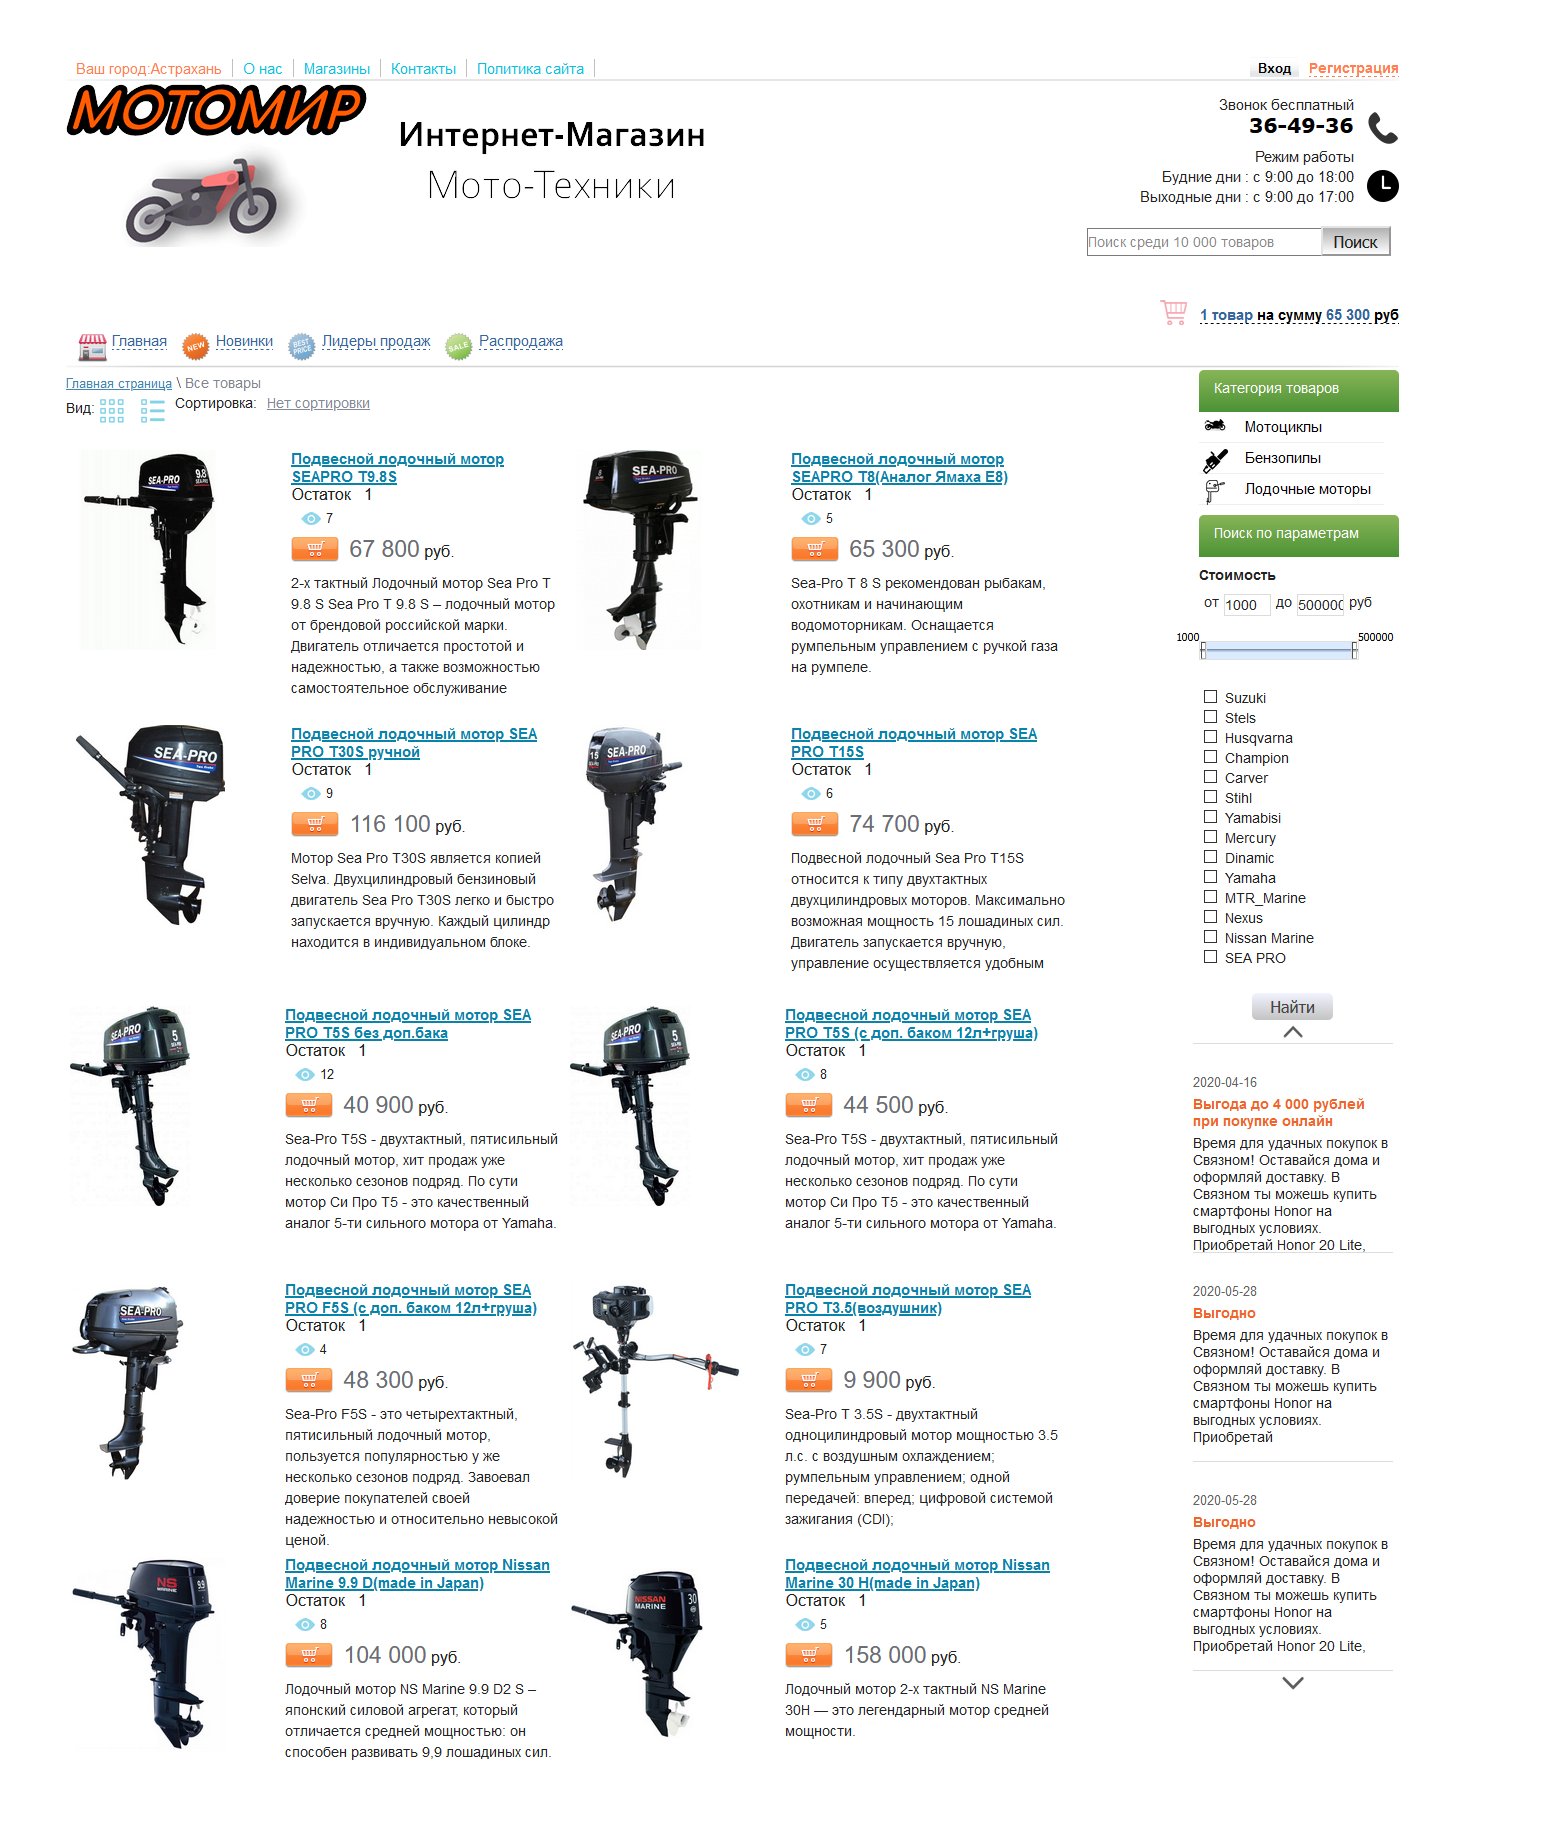 Ваш город:Астрахань О нас Магазины Контакты Политика сайта Вход Регистрация
МОТОМИР
Интернет-Магазин
Мото-Техники
Звонок бесплатный
36-49-36
Режим работы
Будние дни : с 9:00 до 18:00
Выходные дни : с 9:00 до 17:00
Поиск среди 10 000 товаров Поиск
1 товар на сумму 65 300 руб
Главная NEW Новинки BEST PRICE Лидеры продаж SALE Распродажа
Главная страница \ Все товары
Вид: Сортировка: Нет сортировки
SEA-PRO 9.8
Подвесной лодочный мотор
SEAPRO T9.8S
Остаток 1
7
67 800 руб.
2-х тактный Лодочный мотор Sea Pro T
9.8 S Sea Pro T 9.8 S – лодочный мотор
от брендовой российской марки.
Двигатель отличается простотой и
надежностью, а также возможностью
самостоятельное обслуживание
SEA-PRO
Подвесной лодочный мотор
SEAPRO T8(Аналог Ямаха Е8)
Остаток 1
5
65 300 руб.
Sea-Pro T 8 S рекомендован рыбакам,
охотникам и начинающим
водомоторникам. Оснащается
румпельным управлением с ручкой газа
на румпеле.
SEA-PRO
Подвесной лодочный мотор SEA
PRO T30S ручной
Остаток 1
9
116 100 руб.
Мотор Sea Pro T30S является копией
Selva. Двухцилиндровый бензиновый
двигатель Sea Pro T30S легко и быстро
запускается вручную. Каждый цилиндр
находится в индивидуальном блоке.
SEA-PRO 15
Подвесной лодочный мотор SEA
PRO T15S
Остаток 1
6
74 700 руб.
Подвесной лодочный Sea Pro T15S
относится к типу двухтактных
двухцилиндровых моторов. Максимально
возможная мощность 15 лошадиных сил.
Двигатель запускается вручную,
управление осуществляется удобным
SEA-PRO 5
Подвесной лодочный мотор SEA
PRO T5S без доп.бака
Остаток 1
12
40 900 руб.
Sea-Pro T5S - двухтактный, пятисильный
лодочный мотор, хит продаж уже
несколько сезонов подряд. По сути
мотор Си Про Т5 - это качественный
аналог 5-ти сильного мотора от Yamaha.
SEA-PRO 5
Подвесной лодочный мотор SEA
PRO T5S (с доп. баком 12л+груша)
Остаток 1
8
44 500 руб.
Sea-Pro T5S - двухтактный, пятисильный
лодочный мотор, хит продаж уже
несколько сезонов подряд. По сути
мотор Си Про Т5 - это качественный
аналог 5-ти сильного мотора от Yamaha.
SEA-PRO
Подвесной лодочный мотор SEA
PRO F5S (с доп. баком 12л+груша)
Остаток 1
4
48 300 руб.
Sea-Pro F5S - это четырехтактный,
пятисильный лодочный мотор,
пользуется популярностью у же
несколько сезонов подряд. Завоевал
доверие покупателей своей
надежностью и относительно невысокой
ценой.
Подвесной лодочный мотор SEA
PRO T3.5(воздушник)
Остаток 1
7
9 900 руб.
Sea-Pro T 3.5S - двухтактный
одноцилиндровый мотор мощностью 3.5
л.с. с воздушным охлаждением;
румпельным управлением; одной
передачей: вперед; цифровой системой
зажигания (CDI);
NS MARINE 9.9
Подвесной лодочный мотор Nissan
Marine 9.9 D(made in Japan)
Остаток 1
8
104 000 руб.
Лодочный мотор NS Marine 9.9 D2 S –
японский силовой агрегат, который
отличается средней мощностью: он
способен развивать 9,9 лошадиных сил.
NISSAN MARINE 30
Подвесной лодочный мотор Nissan
Marine 30 H(made in Japan)
Остаток 1
5
158 000 руб.
Лодочный мотор 2-х тактный NS Marine
30H — это легендарный мотор средней
мощности.
Категория товаров
Мотоциклы
Бензопилы
Лодочные моторы
Поиск по параметрам
Стоимость
от 1000 до 500000 руб
1000 500000
Suzuki
Stels
Husqvarna
Champion
Carver
Stihl
Yamabisi
Mercury
Dinamic
Yamaha
MTR_Marine
Nexus
Nissan Marine
SEA PRO
Найти
2020-04-16
Выгода до 4 000 рублей
при покупке онлайн
Время для удачных покупок в
Связном! Оставайся дома и
оформляй доставку. В
Связном ты можешь купить
смартфоны Honor на
выгодных условиях.
Приобретай Honor 20 Lite,
2020-05-28
Выгодно
Время для удачных покупок в
Связном! Оставайся дома и
оформляй доставку. В
Связном ты можешь купить
смартфоны Honor на
выгодных условиях.
Приобретай
2020-05-28
Выгодно
Время для удачных покупок в
Связном! Оставайся дома и
оформляй доставку. В
Связном ты можешь купить
смартфоны Honor на
выгодных условиях.
Приобретай Honor 20 Lite,